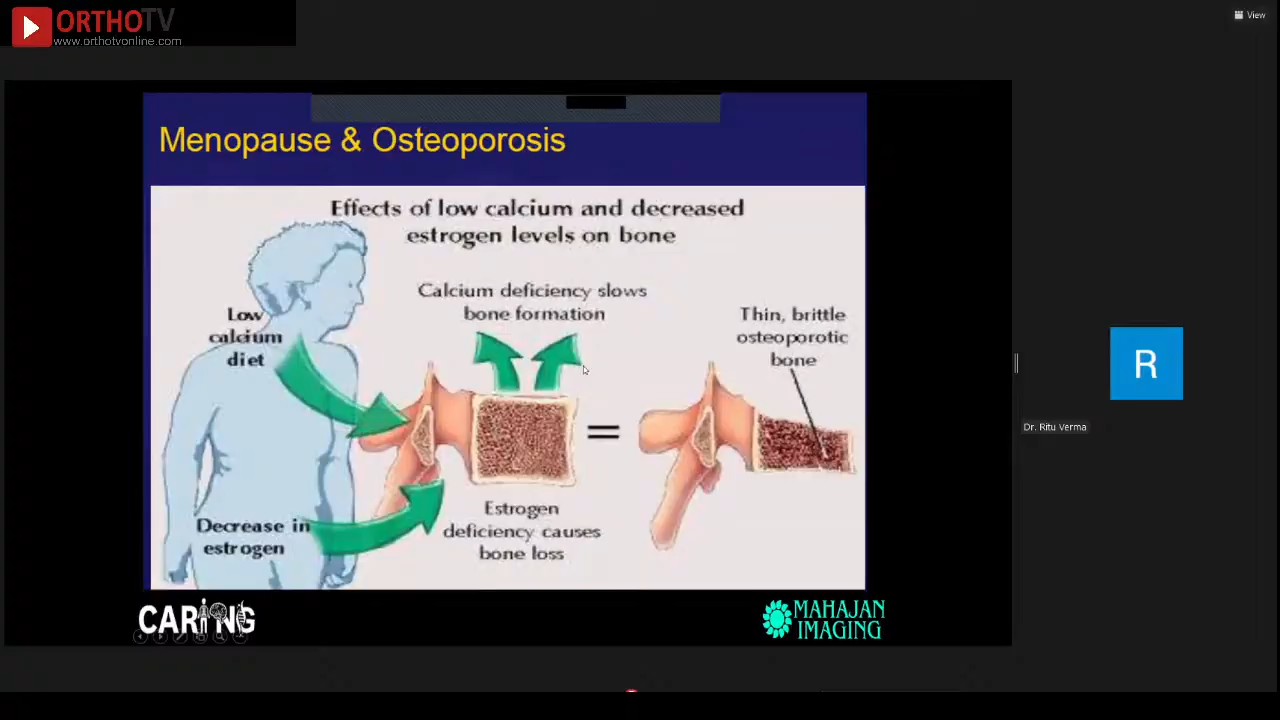 ORTHOTV
www.orthotvonline.com
View
Menopause & Osteoporosis
Effects of low calcium and decreased
estrogen levels on bone
Calcium deficiency slows
bone formation
Low
calcium
diet
Thin, brittle
osteoporotic
bone
=
Decrease in
estrogen
Estrogen
deficiency causes
bone loss
R
Dr. Ritu Verma
CARING
MAHAJAN
IMAGING